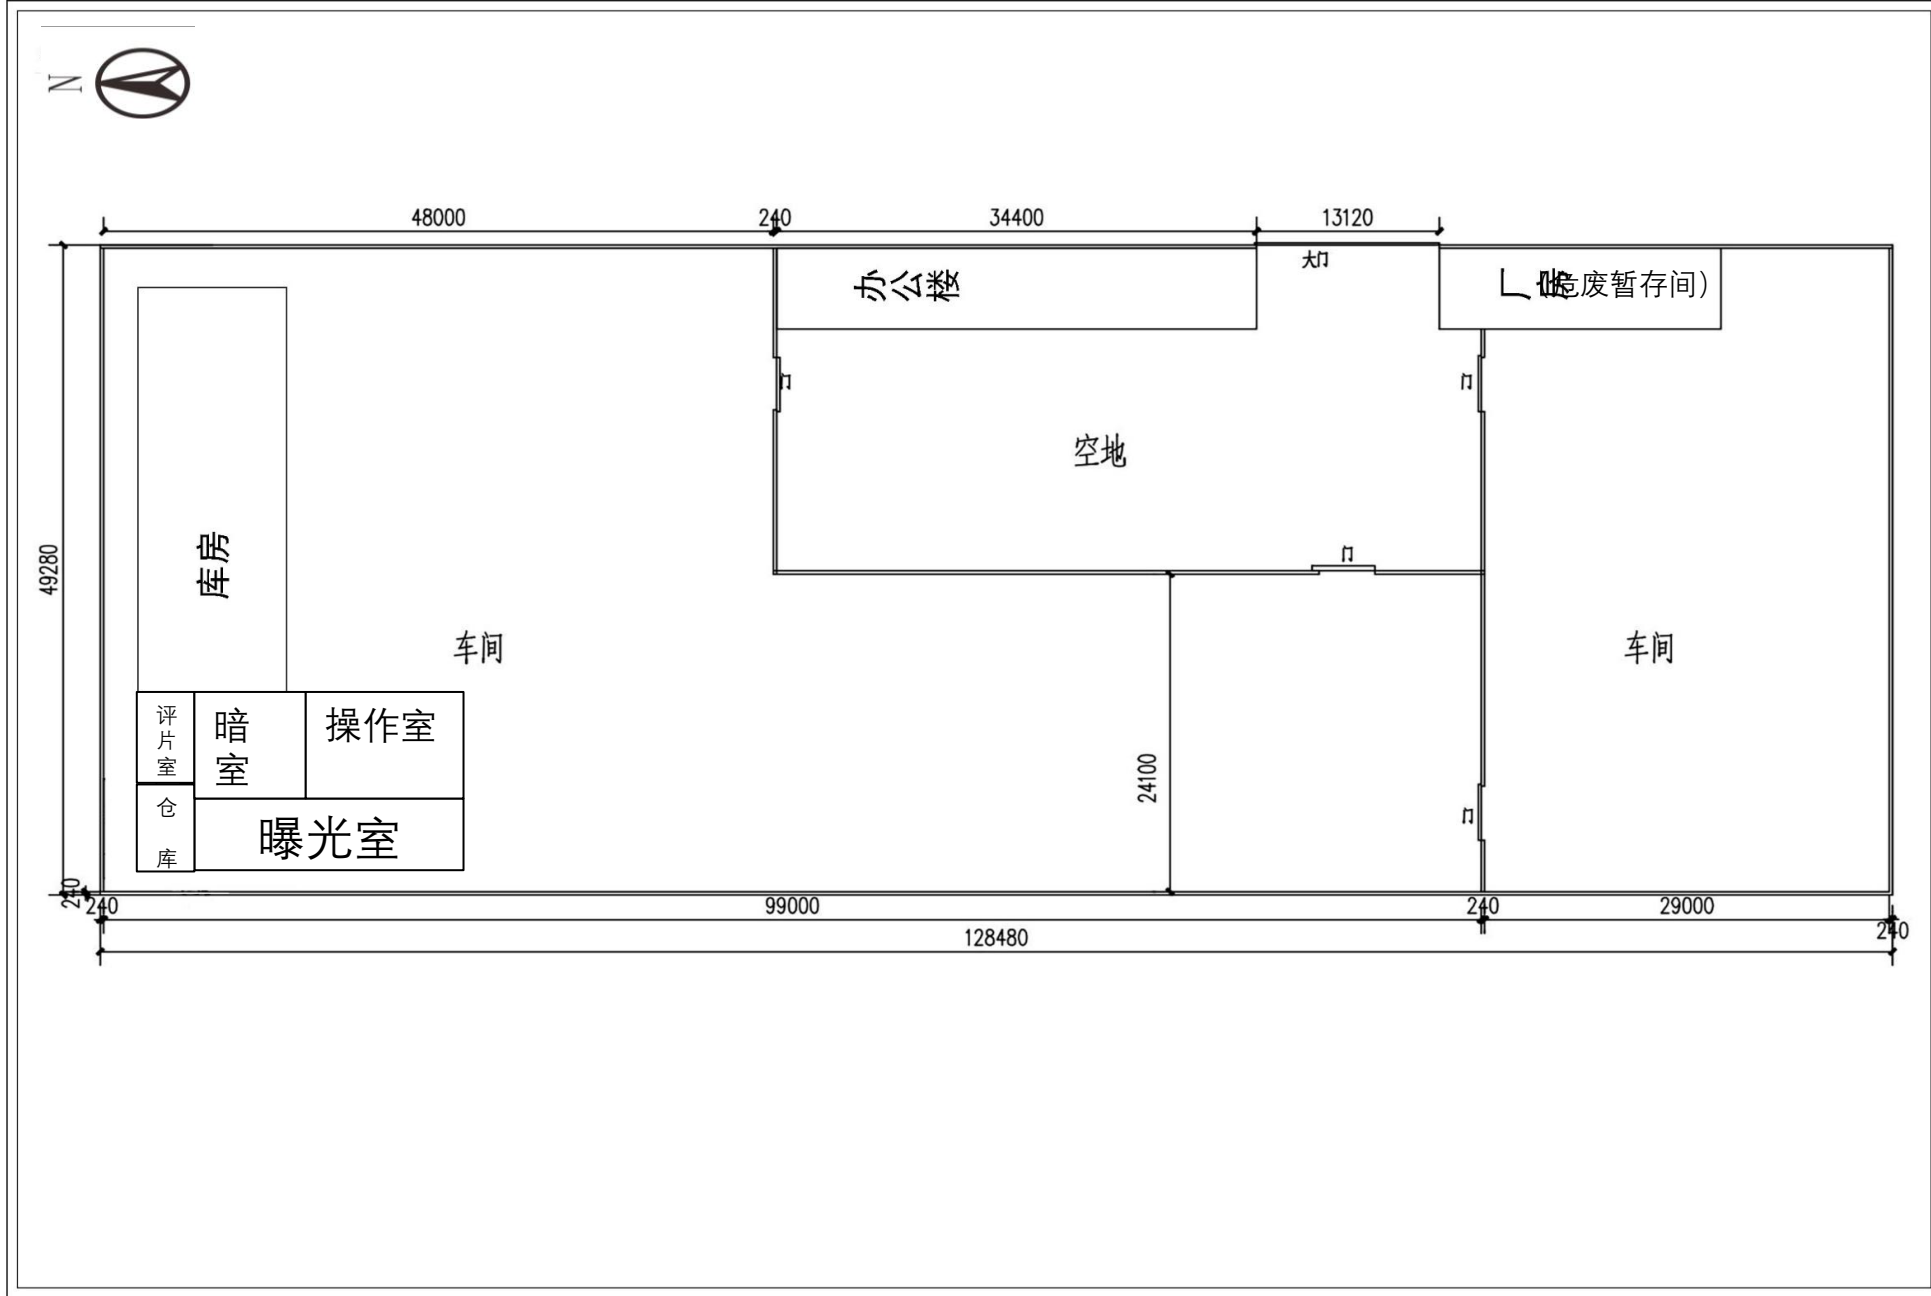 N
48000
240
34400
13120
大门
办公楼
厂房
危废暂存间）
门
门
空地
库房
49280
门
车间
车间
评片室
暗室
操作室
24100
仓库
曝光室
门
240
240
99000
240
29000
240
128480